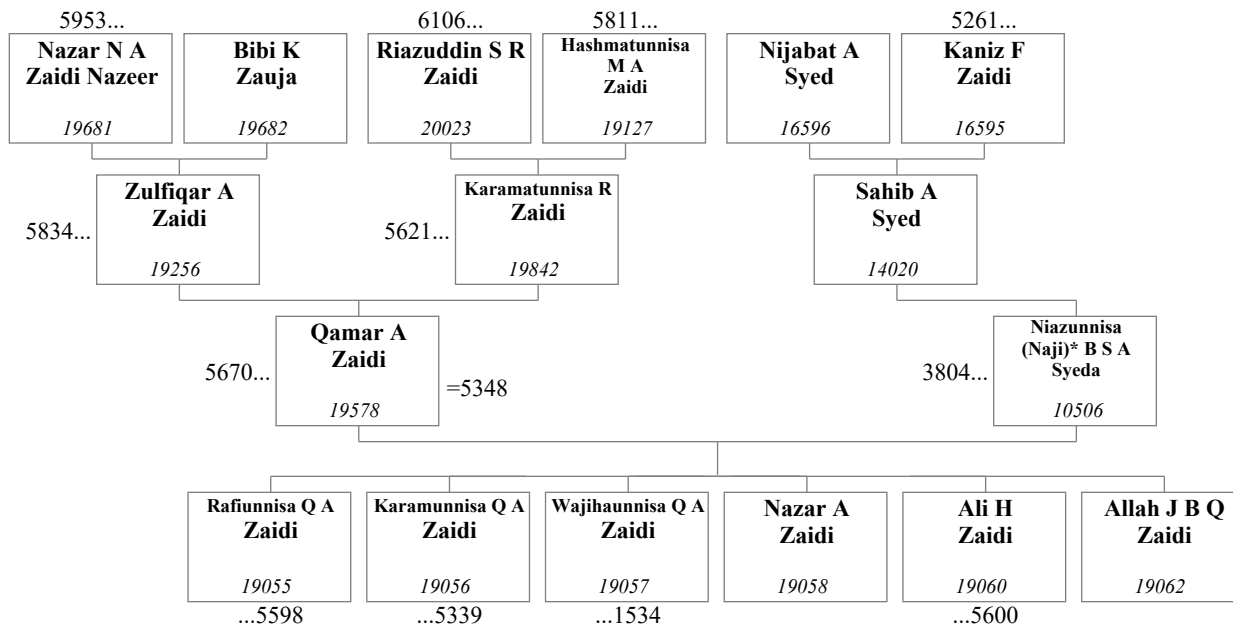 5953...
6106...
5811...
5261...
Nazar N A
Zaidi Nazeer
19681
Bibi K
Zauja
19682
Riazuddin S R
Zaidi
20023
Hashmatunnisa
M A
Zaidi
19127
Nijabat A
Syed
16596
Kaniz F
Zaidi
16595
5834...
Zulfiqar A
Zaidi
19256
5621...
Karamatunnisa R
Zaidi
19842
Sahib A
Syed
14020
5670...
Qamar A
Zaidi
19578
=5348
3804...
Niazunnisa
(Naji)* B S A
Syeda
10506
Rafiunnisa Q A
Zaidi
19055
...5598
Karamunnisa Q A
Zaidi
19056
...5339
Wajihaunnisa Q A
Zaidi
19057
...1534
Nazar A
Zaidi
19058
Ali H
Zaidi
19060
...5600
Allah J B Q
Zaidi
19062